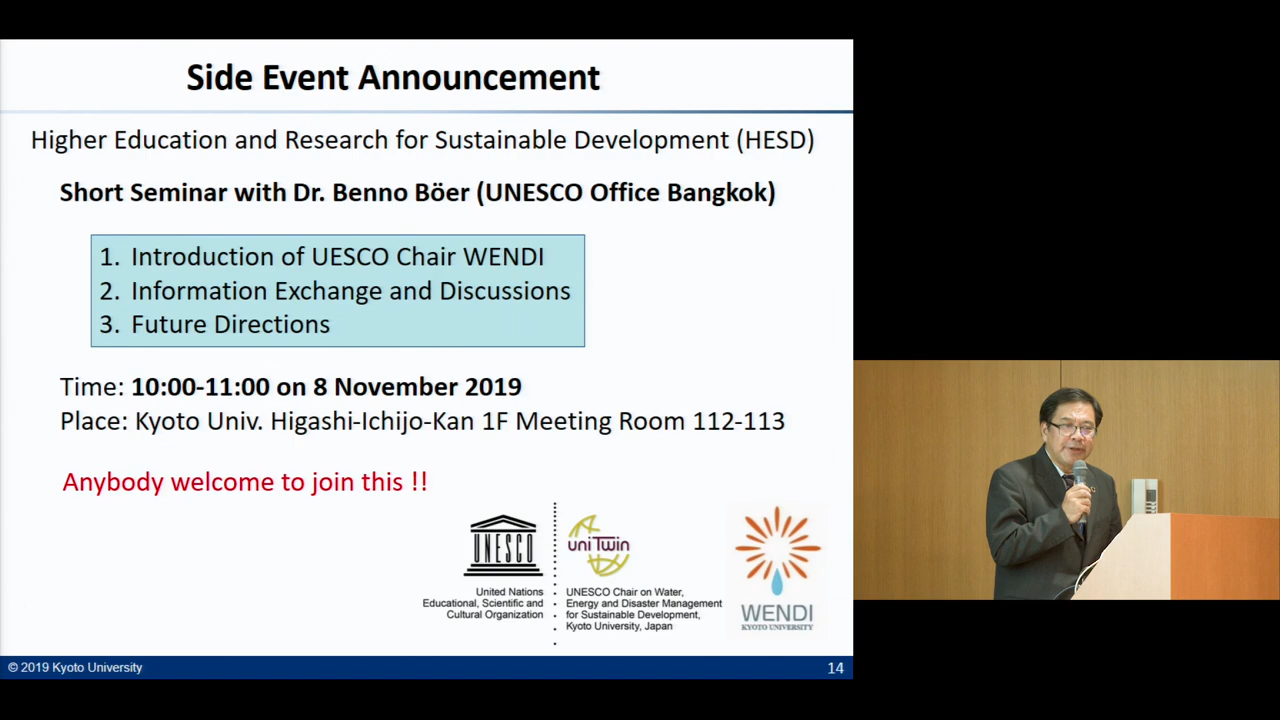 Side Event Announcement
Higher Education and Research for Sustainable Development (HESD)
Short Seminar with Dr. Benno Böer (UNESCO Office Bangkok)
1. Introduction of UESCO Chair WENDI
2. Information Exchange and Discussions
3. Future Directions
Time: 10:00-11:00 on 8 November 2019
Place: Kyoto Univ. Higashi-Ichijo-Kan 1F Meeting Room 112-113
Anybody welcome to join this !!
UNESCO
United Nations
Educational, Scientific and
Cultural Organization
uniTwin
UNESCO Chair on Water,
Energy and Disaster Management
for Sustainable Development,
Kyoto University, Japan
WENDI
KYOTO UNIVERSITY
© 2019 Kyoto University
14